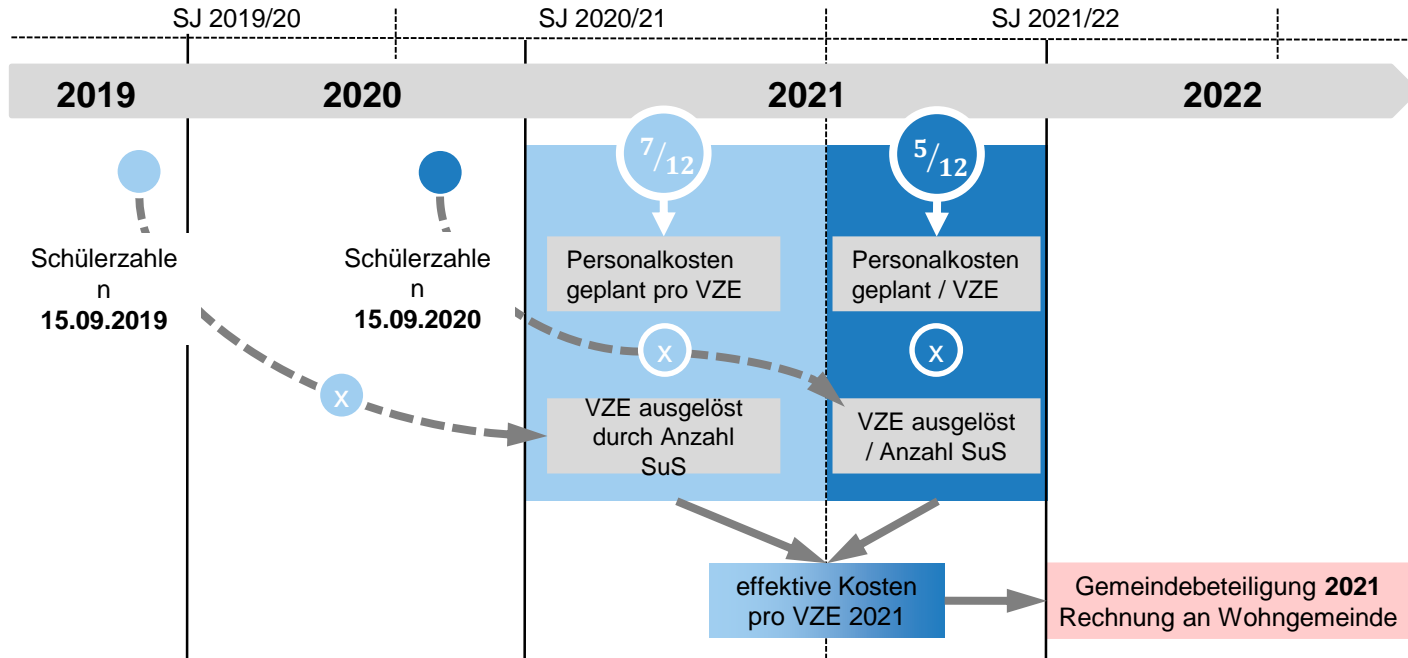 SJ 2019/20
SJ 2020/21
SJ 2021/22
2019
2020
2021
2022
7/12
5/12
Schülerzahle
n
15.09.2019
Schülerzahle
n
15.09.2020
Personalkosten
geplant pro VZE
Personalkosten
geplant / VZE
x
x
x
VZE ausgelöst
durch Anzahl
SuS
VZE ausgelöst
/ Anzahl SuS
effektive Kosten
pro VZE 2021
Gemeindebeteiligung 2021
Rechnung an Wohngemeinde